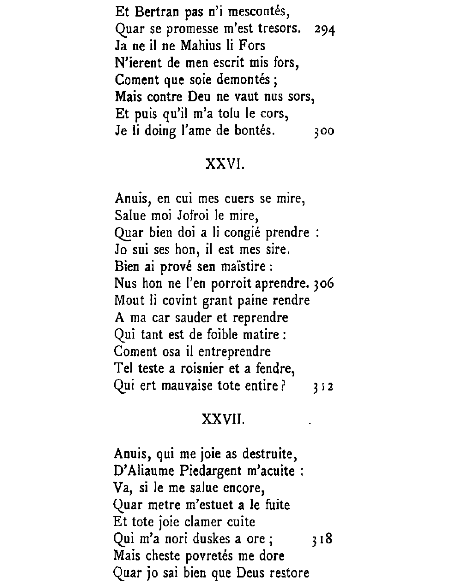 Et Bertran pas n'i mescontés,
Quar se promesse m'est tresors. 294
Ja ne il ne Mahius li Fors
N'ierent de men escrit mis fors,
Coment que soie demontés ;
Mais contre Deu ne vaut nus sors,
Et puis qu'il m'a tolu le cors,
Je li doing l'ame de bontés. 300
XXVI.
Anuis, en cui mes cuers se mire,
Salue moi Jofroi le mire,
Quar bien doi a li congié prendre :
Jo sui ses hon, il est mes sire.
Bien ai prové sen maïstire :
Nus hon ne l'en porroit aprendre. 306
Mout li covint grant paine rendre
A ma car sauder et reprendre
Qui tant est de foible matire :
Coment osa il entreprendre
Tel teste a roisnier et a fendre,
Qui ert mauvaise tote entire ? 312
XXVII.
Anuis, qui me joie as destruite,
D'Aliaume Piedargent m'acuite :
Va, si le me salue encore,
Quar metre m'estuet a le fuite
Et tote joie clamer cuite
Qui m'a nori duskes a ore ; 318
Mais cheste povretés me dore
Quar jo sai bien que Deus restore